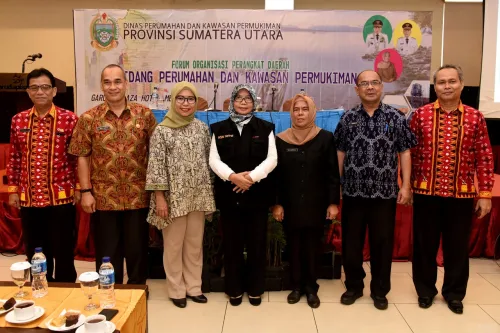 DINAS PERUMAHAN DAN KAWASAN PERMUKIMAN
PROVINSI SUMATERA UTARA
FORUM ORGANISASI PERANGKAT DAERAH
BIDANG PERUMAHAN DAN KAWASAN PERMUKIMAN